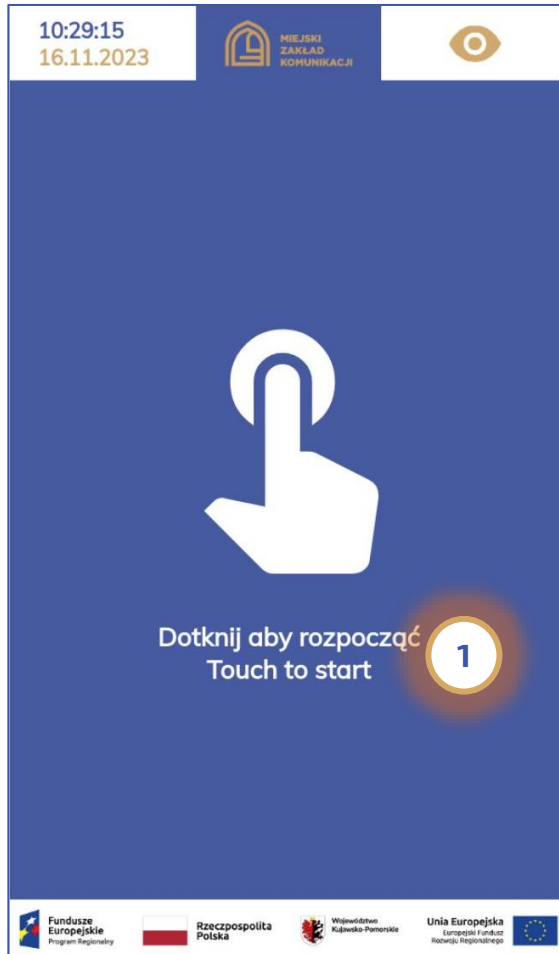 10:29:15
16.11.2023
MIEJSKI
ZAKŁAD
KOMUNIKACJI
Dotknij aby rozpocząć
Touch to start
1
Fundusze
Europejskie
Program Regionalny
Rzeczpospolita
Polska
Województwo
Kujawsko-Pomorskie
Unia Europejska
Europejski Fundusz
Rozwoju Regionalnego